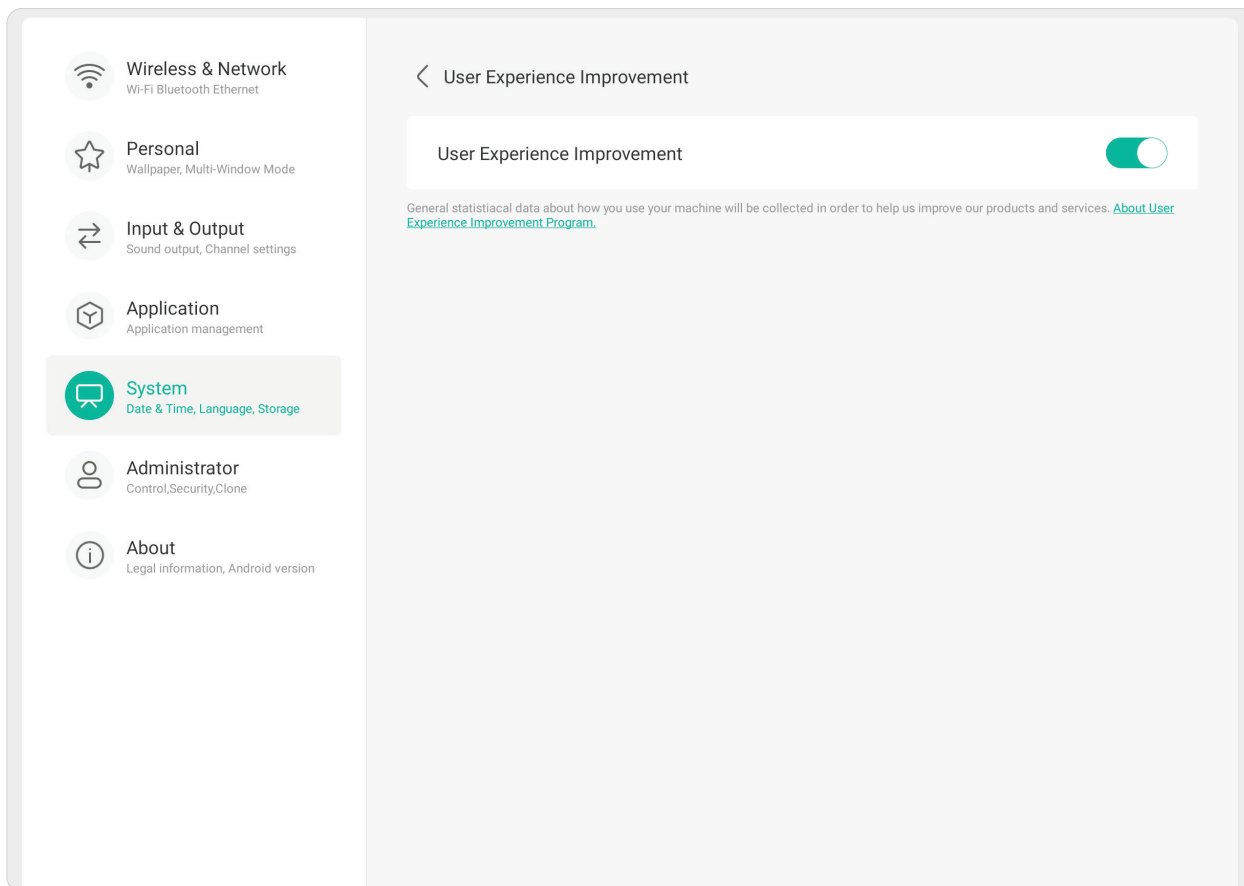 Wireless & Network
Wi-Fi Bluetooth Ethernet
Personal
Wallpaper, Multi-Window Mode
Input & Output
Sound output, Channel settings
Application
Application management
System
Date & Time, Language, Storage
Administrator
Control,Security,Clone
About
Legal information, Android version
User Experience Improvement
User Experience Improvement
General statistiacal data about how you use your machine will be collected in order to help us improve our products and services. About User
Experience Improvement Program.